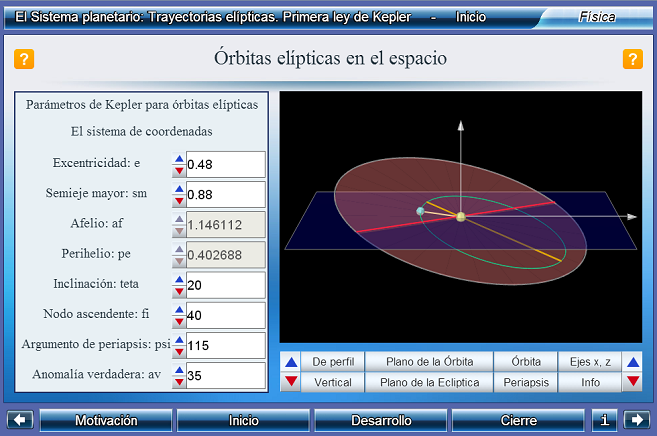 El Sistema planetario: Trayectorias elípticas. Primera ley de Kepler - Inicio Física
? Órbitas elípticas en el espacio ?
Parámetros de Kepler para órbitas elípticas
El sistema de coordenadas
Excentricidad: e 0.48
Semieje mayor: sm 0.88
Afelio: af 1.146112
Perihelio: pe 0.402688
Inclinación: teta 20
Nodo ascendente: fi 40
Argumento de periapsis: psi 115
Anomalía verdadera: av 35
De perfil Plano de la Órbita Órbita Ejes x, z
Vertical Plano de la Eclíptica Periapsis Info
Motivación Inicio Desarrollo Cierre i